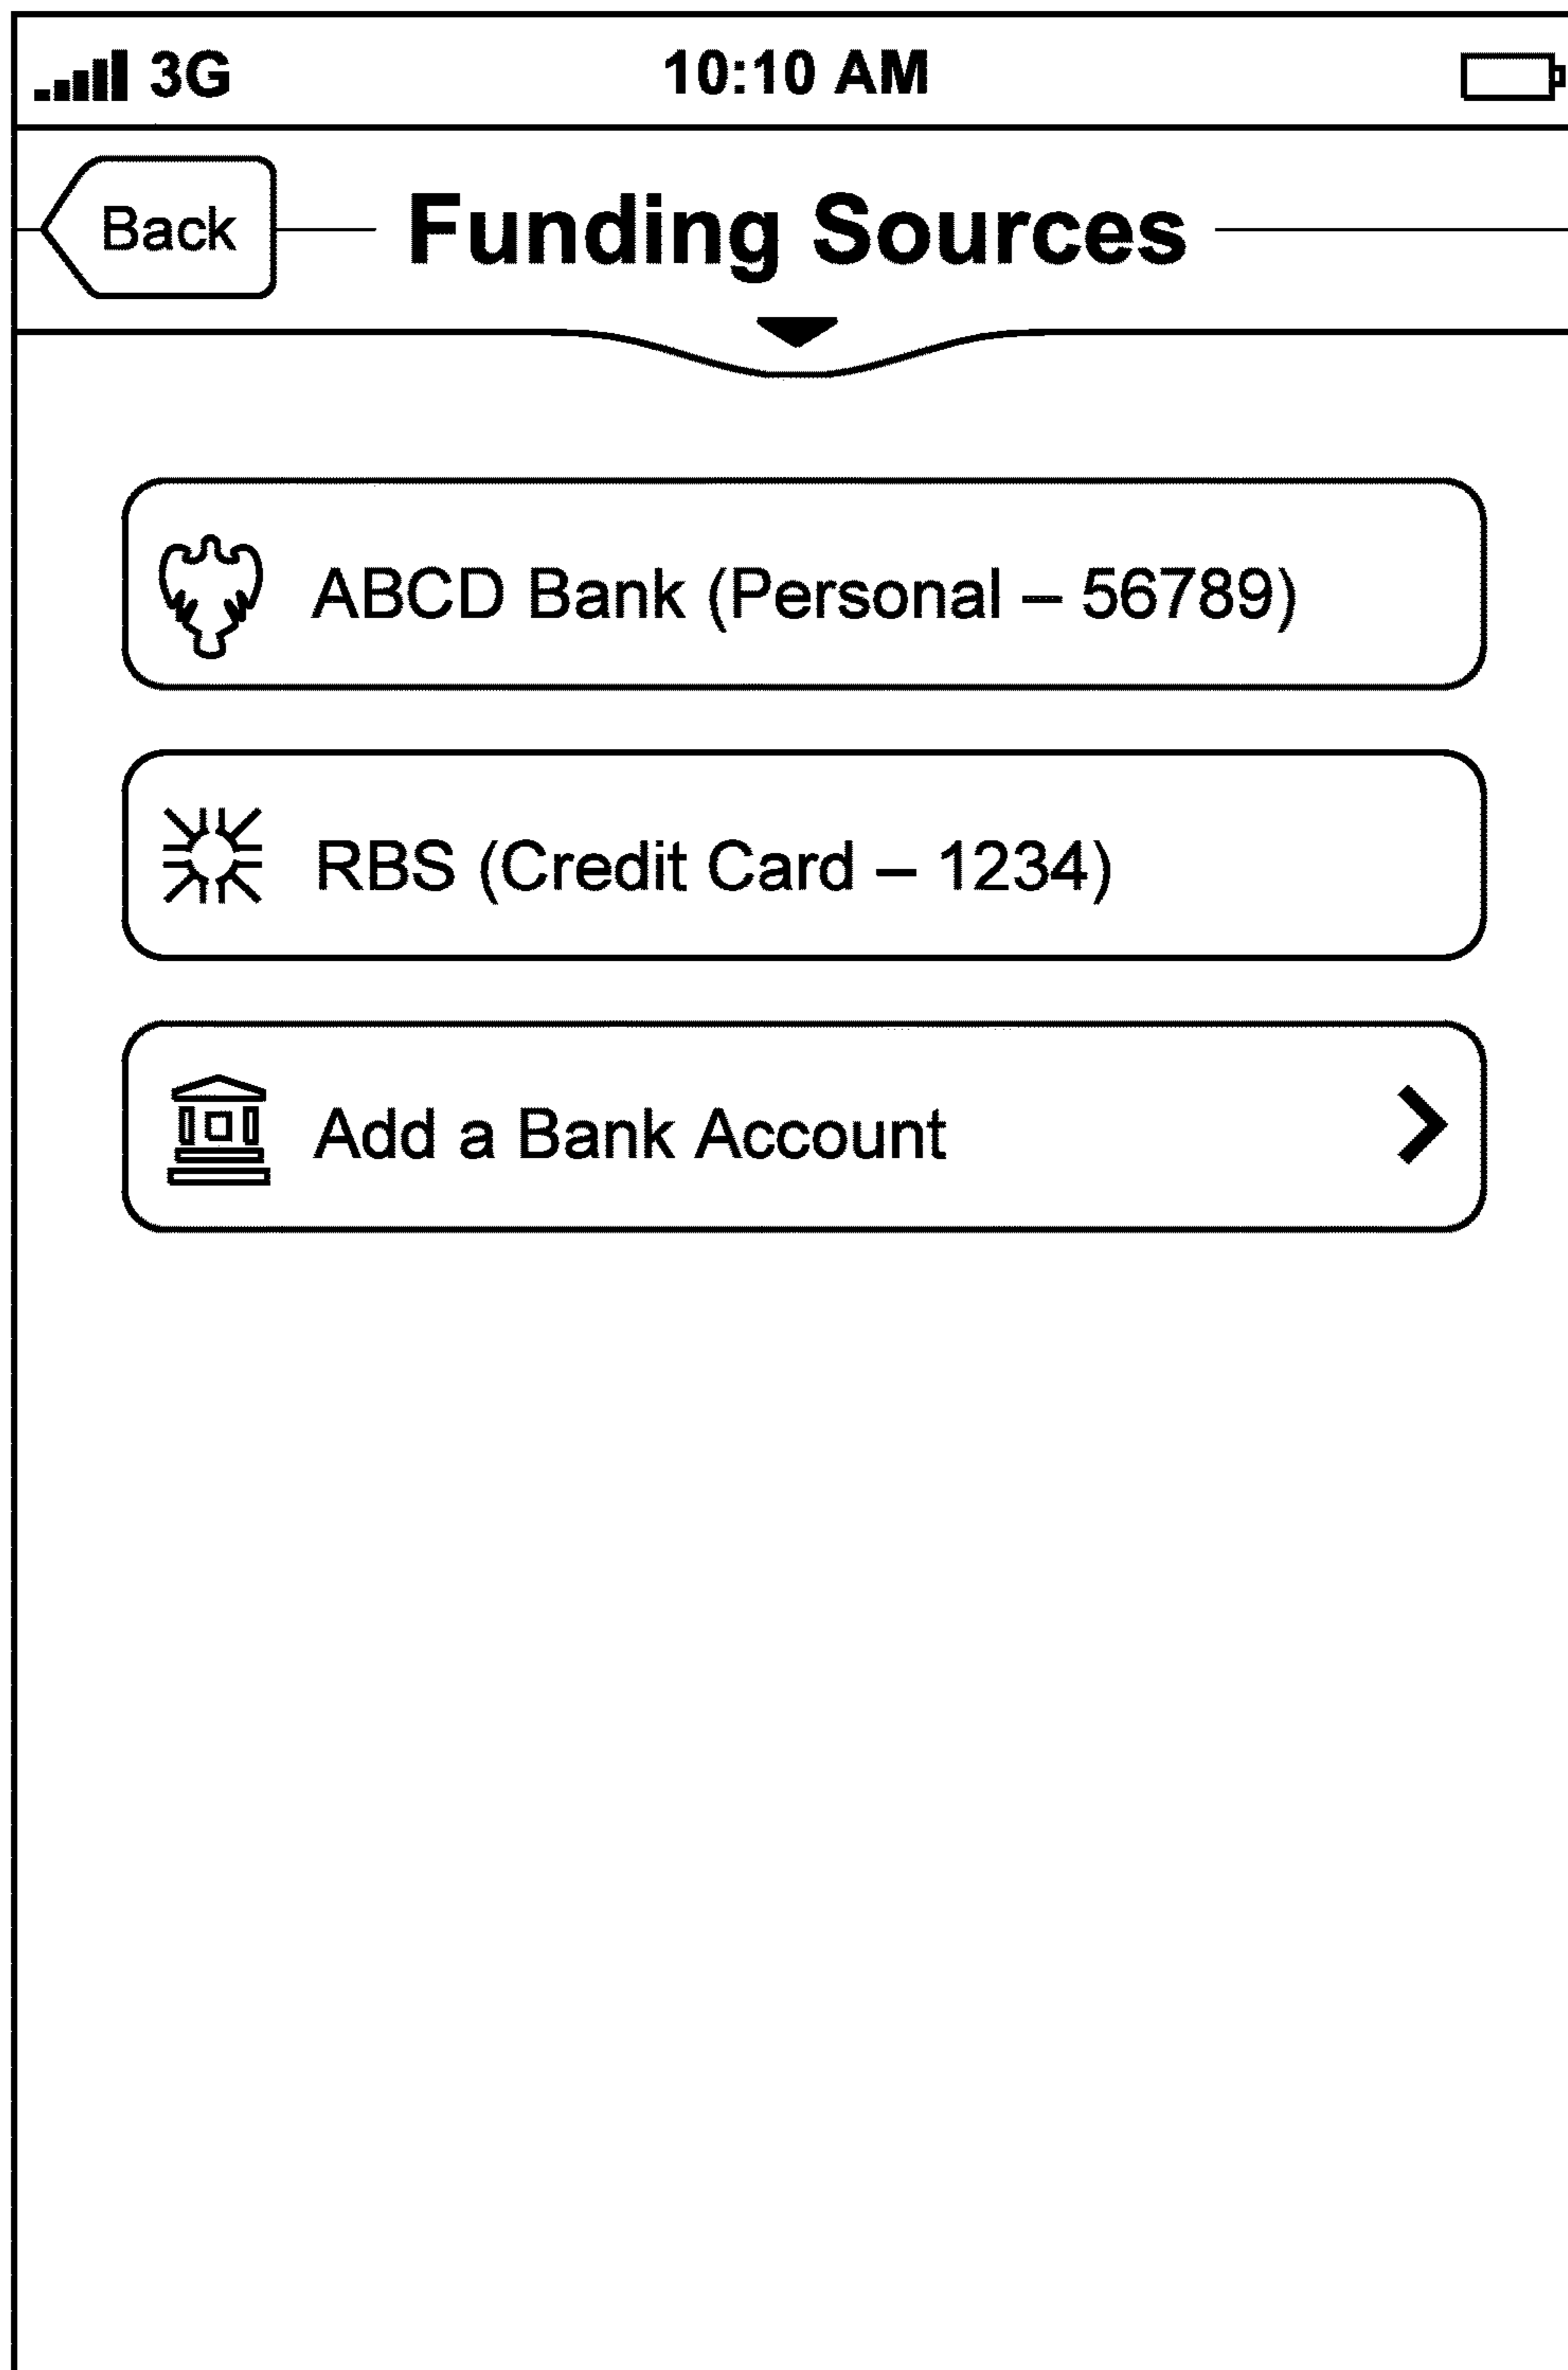 3G 10:10 AM
Back Funding Sources
ABCD Bank (Personal – 56789)
RBS (Credit Card – 1234)
Add a Bank Account